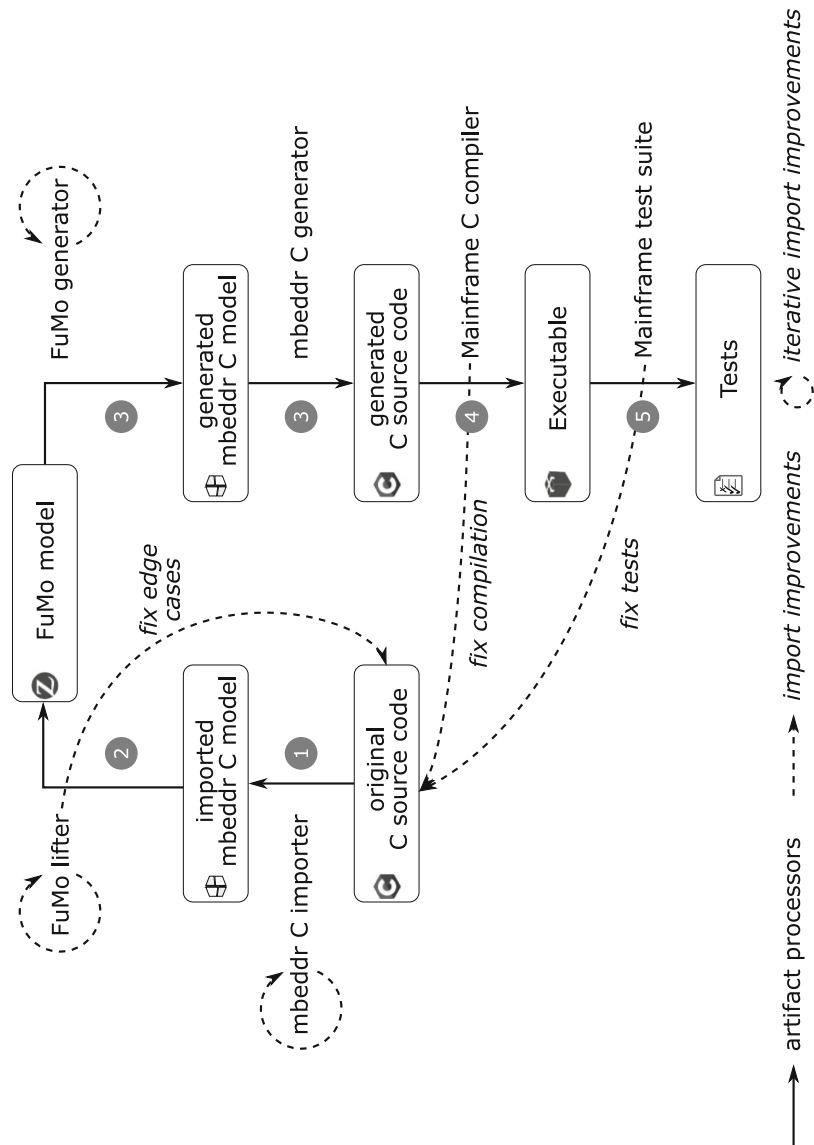 FuMo generator
FuMo model
3
fix edge
cases
2
FuMo lifter
generated
mbeddr C model
imported
mbeddr C model
mbeddr C generator
3
1
mbeddr C importer
generated
C source code
original
C source code
Mainframe C compiler
4
fix compilation
Executable
Mainframe test suite
5
fix tests
Tests
artifact processors
import improvements
iterative import improvements